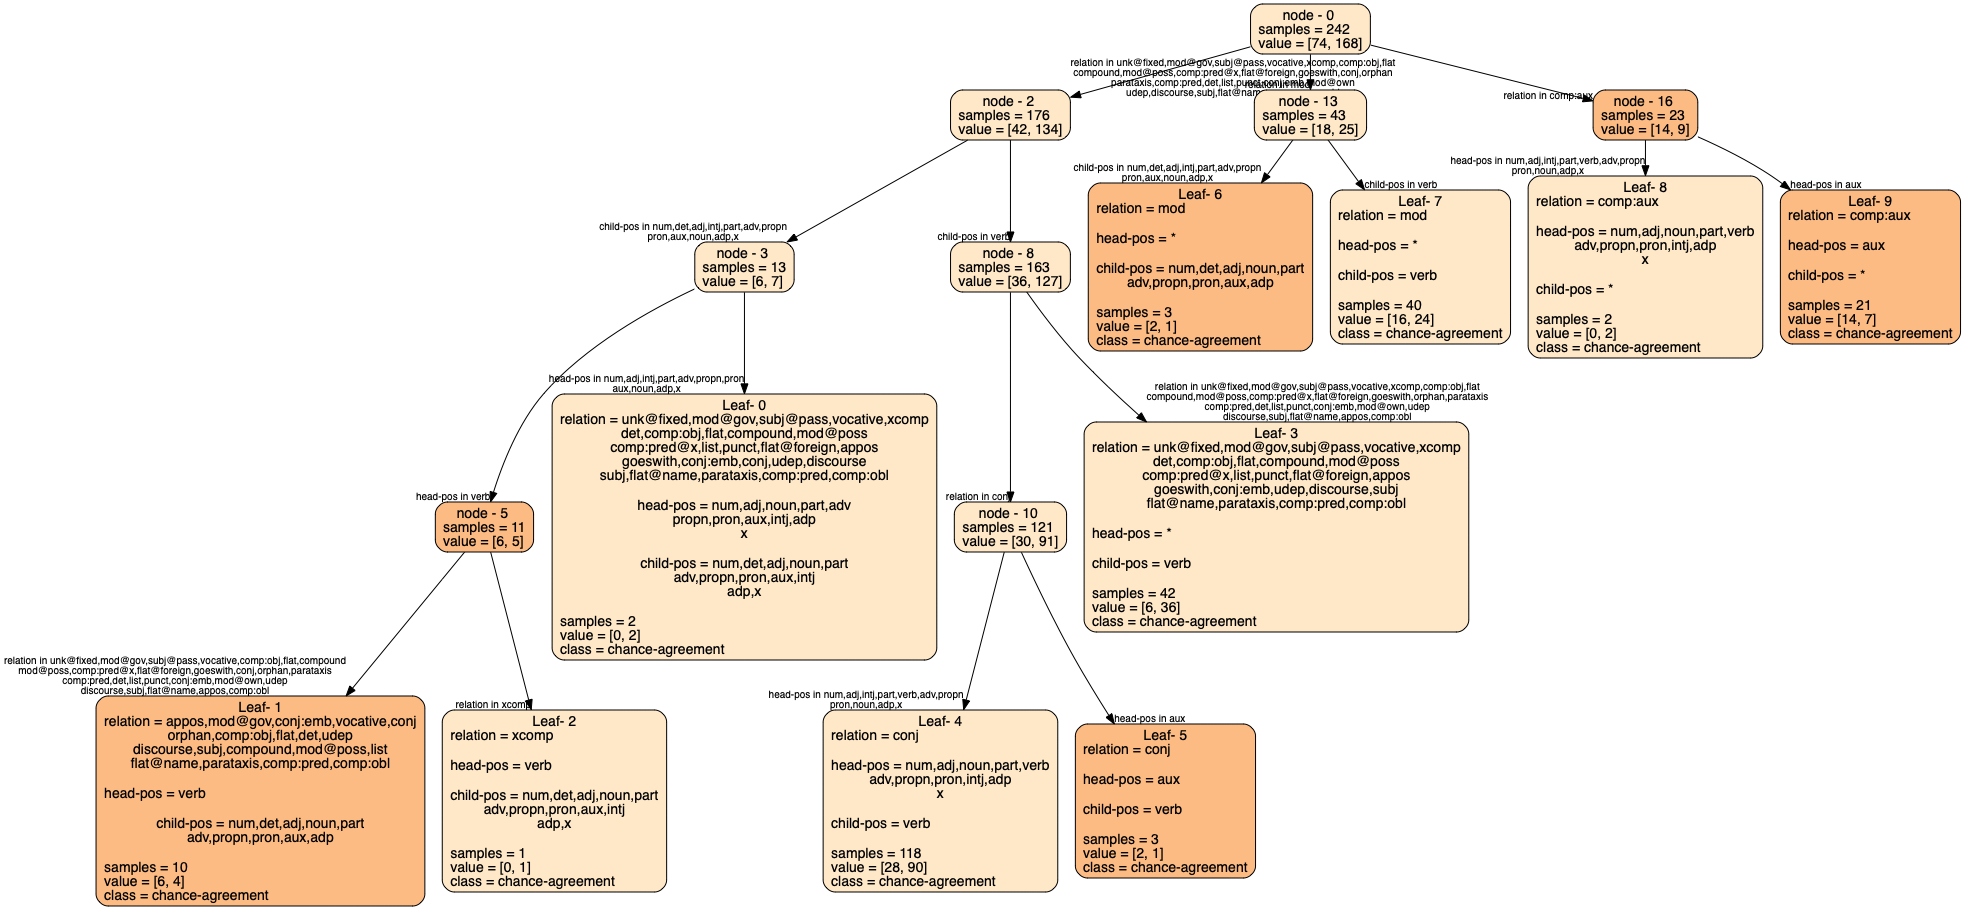 node - 0
samples = 242
value = [74, 168]
relation in unk@fixed,mod@gov,subj@pass,vocative,xcomp,comp:obj,flat
compound,mod@poss,comp:pred@x,flat@foreign,goeswith,conj,orphan
parataxis,comp:pred,det,list,punct,conj:emb,mod@own
udep,discourse,subj,flat@name
relation in mod
relation in comp:aux
node - 2
samples = 176
value = [42, 134]
node - 13
samples = 43
value = [18, 25]
node - 16
samples = 23
value = [14, 9]
child-pos in num,det,adj,intj,part,adv,propn
pron,aux,noun,adp,x
Leaf- 6
relation = mod
head-pos = *
child-pos = num,det,adj,noun,part
adv,propn,pron,aux,adp
samples = 3
value = [2, 1]
class = chance-agreement
child-pos in verb
Leaf- 7
relation = mod
head-pos = *
child-pos = verb
samples = 40
value = [16, 24]
class = chance-agreement
head-pos in num,adj,intj,part,verb,adv,propn
pron,noun,adp,x
Leaf- 8
relation = comp:aux
head-pos = num,adj,noun,part,verb
adv,propn,pron,intj,adp
x
child-pos = *
samples = 2
value = [0, 2]
class = chance-agreement
head-pos in aux
Leaf- 9
relation = comp:aux
head-pos = aux
child-pos = *
samples = 21
value = [14, 7]
class = chance-agreement
child-pos in num,det,adj,intj,part,adv,propn
pron,aux,noun,adp,x
node - 3
samples = 13
value = [6, 7]
child-pos in verb
node - 8
samples = 163
value = [36, 127]
head-pos in num,adj,intj,part,adv,propn,pron
aux,noun,adp,x
Leaf- 0
relation = unk@fixed,mod@gov,subj@pass,vocative,xcomp
det,comp:obj,flat,compound,mod@poss
comp:pred@x,list,punct,flat@foreign,appos
goeswith,conj:emb,conj,udep,discourse
subj,flat@name,parataxis,comp:pred,comp:obl
head-pos = num,adj,noun,part,adv
propn,pron,aux,intj,adp
x
child-pos = num,det,adj,noun,part
adv,propn,pron,aux,intj
adp,x
samples = 2
value = [0, 2]
class = chance-agreement
relation in unk@fixed,mod@gov,subj@pass,vocative,xcomp,comp:obj,flat
compound,mod@poss,comp:pred@x,flat@foreign,goeswith,orphan,parataxis
comp:pred,det,list,punct,conj:emb,mod@own,udep
discourse,subj,flat@name,appos,comp:obl
Leaf- 3
relation = unk@fixed,mod@gov,subj@pass,vocative,xcomp
det,comp:obj,flat,compound,mod@poss
comp:pred@x,list,punct,flat@foreign,appos
goeswith,conj:emb,udep,discourse,subj
flat@name,parataxis,comp:pred,comp:obl
head-pos = *
child-pos = verb
samples = 42
value = [6, 36]
class = chance-agreement
head-pos in verb
node - 5
samples = 11
value = [6, 5]
relation in conj
node - 10
samples = 121
value = [30, 91]
relation in unk@fixed,mod@gov,subj@pass,vocative,comp:obj,flat,compound
mod@poss,comp:pred@x,flat@foreign,goeswith,conj,orphan,parataxis
comp:pred,det,list,punct,conj:emb,mod@own,udep
discourse,subj,flat@name,appos,comp:obl
Leaf- 1
relation = appos,mod@gov,conj:emb,vocative,conj
orphan,comp:obj,flat,det,udep
discourse,subj,compound,mod@poss,list
flat@name,parataxis,comp:pred,comp:obl
head-pos = verb
child-pos = num,det,adj,noun,part
adv,propn,pron,aux,adp
samples = 10
value = [6, 4]
class = chance-agreement
relation in xcomp
Leaf- 2
relation = xcomp
head-pos = verb
child-pos = num,det,adj,noun,part
adv,propn,pron,aux,intj
adp,x
samples = 1
value = [0, 1]
class = chance-agreement
head-pos in num,adj,intj,part,verb,adv,propn
pron,noun,adp,x
Leaf- 4
relation = conj
head-pos = num,adj,noun,part,verb
adv,propn,pron,intj,adp
x
child-pos = verb
samples = 118
value = [28, 90]
class = chance-agreement
head-pos in aux
Leaf- 5
relation = conj
head-pos = aux
child-pos = verb
samples = 3
value = [2, 1]
class = chance-agreement